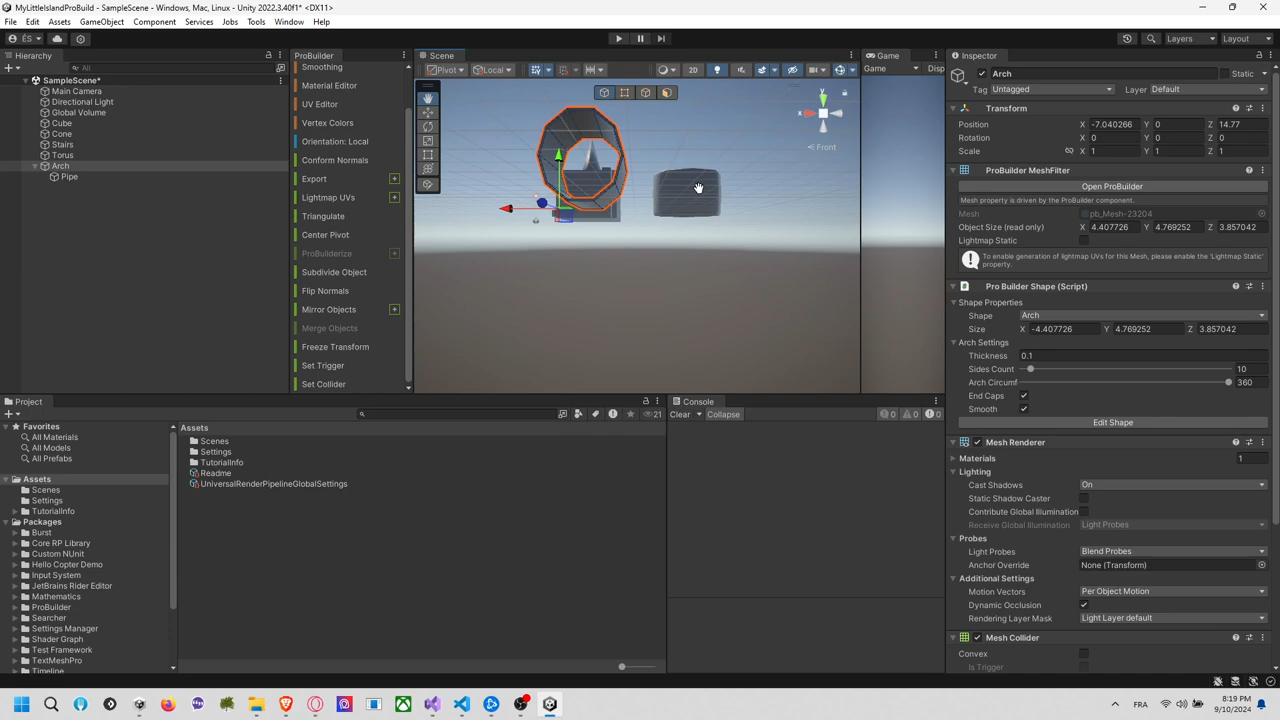 MyLittleIslandProBuild - SampleScene - Windows, Mac, Linux - Unity 2022.3.40f1* <DX11>
File Edit Assets GameObject Component Services Jobs Tools Window Help
ÉS Layers Layout
Hierarchy
All
SampleScene*
Main Camera
Directional Light
Global Volume
Cube
Cone
Stairs
Torus
Arch
Pipe
ProBuilder
Smoothing
Material Editor
UV Editor
Vertex Colors
Orientation: Local
Conform Normals
Export
Lightmap UVs
Triangulate
Center Pivot
Probuilderize
Subdivide Object
Flip Normals
Mirror Objects
Merge Objects
Freeze Transform
Set Trigger
Set Collider
Scene
Pivot Local 2D
y
x
Front
Game
Game Disp
Inspector
Arch Static
Tag Untagged Layer Default
Transform
Position X -7.040266 Y 0 Z 14.77
Rotation X 0 Y 0 Z 0
Scale X 1 Y 1 Z 1
ProBuilder MeshFilter
Open ProBuilder
Mesh property is driven by the ProBuilder component.
Mesh pb_Mesh-23204
Object Size (read only) X 4.407726 Y 4.769252 Z 3.857042
Lightmap Static
To enable generation of lightmap UVs for this Mesh, please enable the 'Lightmap Static' property.
Pro Builder Shape (Script)
Shape Properties
Shape Arch
Size X -4.407726 Y 4.769252 Z 3.857042
Arch Settings
Thickness 0.1
Sides Count 10
Arch Circumf 360
End Caps
Smooth
Edit Shape
Mesh Renderer
Materials 1
Lighting
Cast Shadows On
Static Shadow Caster
Contribute Global Illumination
Receive Global Illumination Light Probes
Probes
Light Probes Blend Probes
Anchor Override None (Transform)
Additional Settings
Motion Vectors Per Object Motion
Dynamic Occlusion
Rendering Layer Mask Light Layer default
Mesh Collider
Convex
Is Trigger
Project
21
Favorites
All Materials
All Models
All Prefabs
Assets
Scenes
Settings
TutorialInfo
Packages
Burst
Core RP Library
Custom NUnit
Hello Copter Demo
Input System
JetBrains Rider Editor
Mathematics
ProBuilder
Searcher
Settings Manager
Shader Graph
Test Framework
TextMeshPro
Timeline
Assets
Scenes
Settings
TutorialInfo
Readme
UniversalRenderPipelineGlobalSettings
Console
Clear Collapse 0 0 0
FRA
8:19 PM
9/10/2024